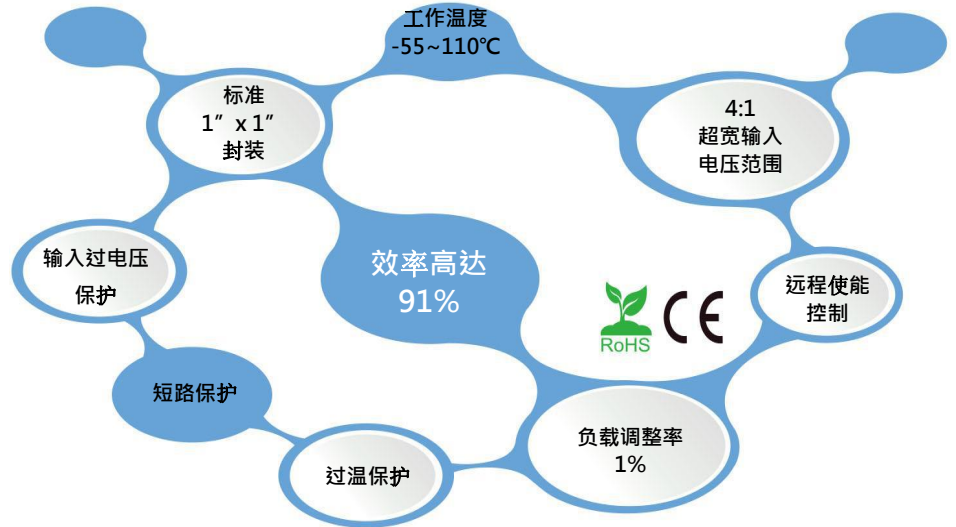 工作温度
-55~110℃
标准
1”x 1”
封装
4:1
超宽输入
电压范围
输入过电压
保护
效率高达
91%
远程使能
控制
RoHS
CE
短路保护
负载调整率
1%
过温保护